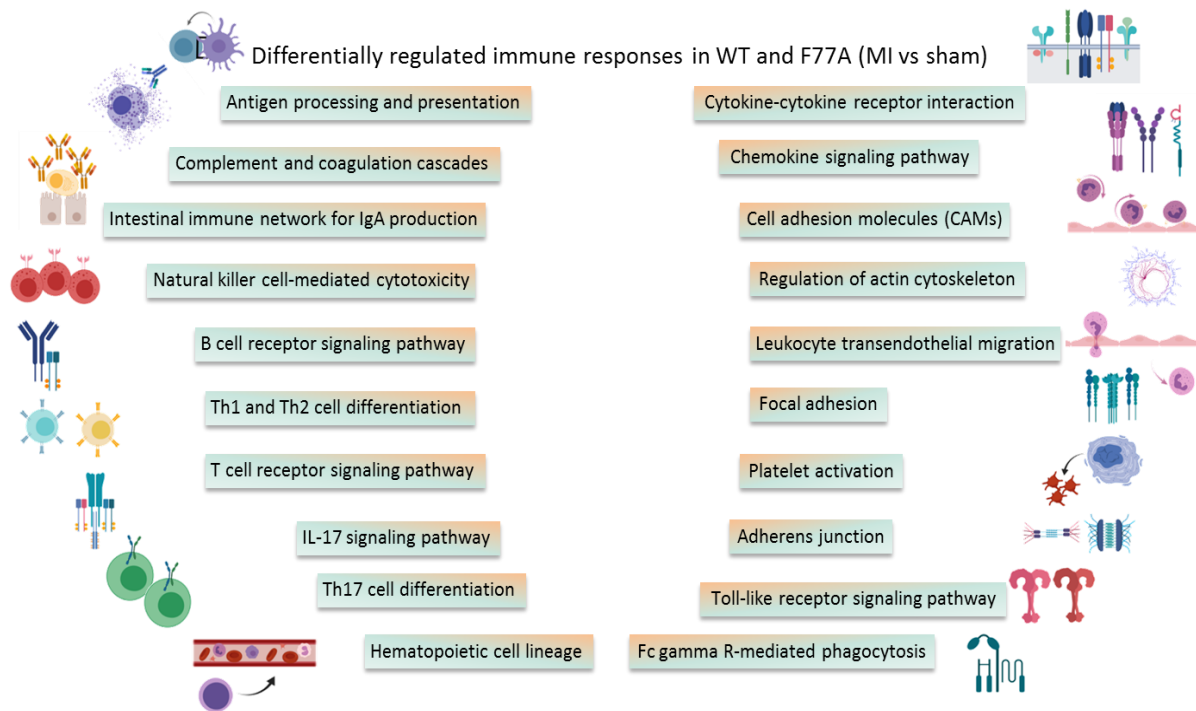 Differentially regulated immune responses in WT and F77A (MI vs sham)
Antigen processing and presentation
Complement and coagulation cascades
Intestinal immune network for IgA production
Natural killer cell-mediated cytotoxicity
B cell receptor signaling pathway
Th1 and Th2 cell differentiation
T cell receptor signaling pathway
IL-17 signaling pathway
Th17 cell differentiation
Hematopoietic cell lineage
Cytokine-cytokine receptor interaction
Chemokine signaling pathway
Cell adhesion molecules (CAMs)
Regulation of actin cytoskeleton
Leukocyte transendothelial migration
Focal adhesion
Platelet activation
Adherens junction
Toll-like receptor signaling pathway
Fc gamma R-mediated phagocytosis